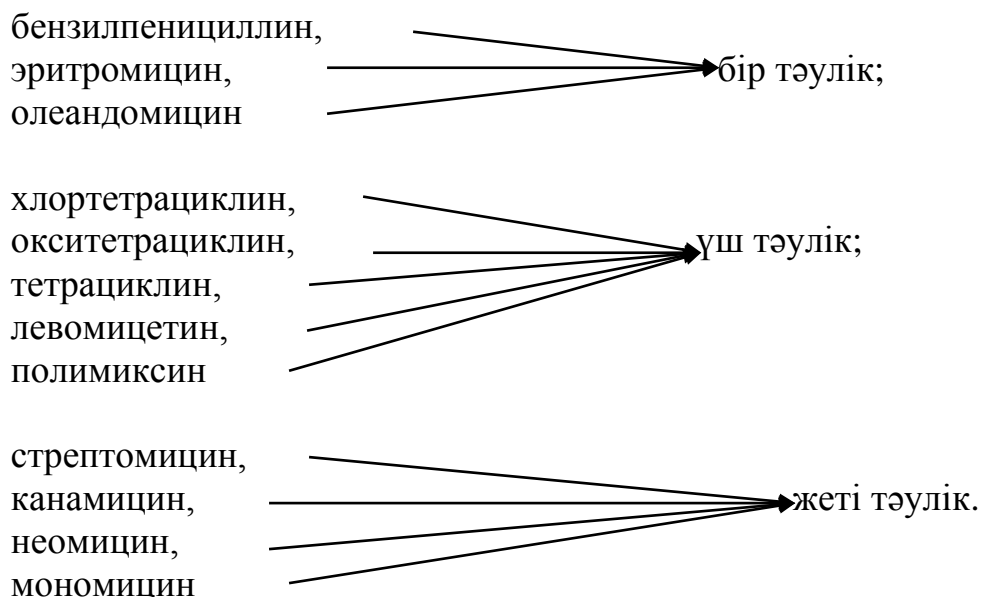 бензилпенициллин,
эритромицин,
олеандомицин
бір тәулік;
хлортетрациклин,
окситетрациклин,
тетрациклин,
левомицетин,
полимиксин
үш тәулік;
стрептомицин,
канамицин,
неомицин,
мономицин
жеті тәулік.